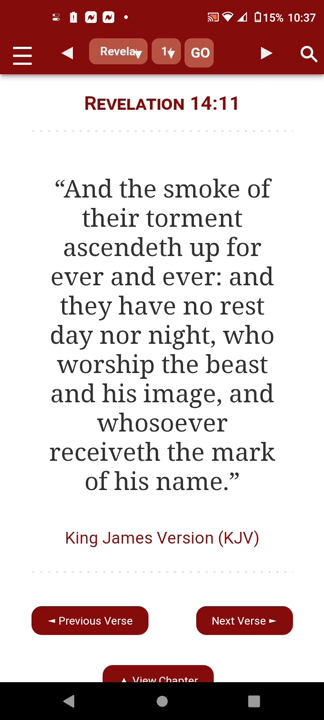 15% 10:37
Revela
1
GO
REVELATION 14:11
“And the smoke of
their torment
ascendeth up for
ever and ever: and
they have no rest
day nor night, who
worship the beast
and his image, and
whosoever
receiveth the mark
of his name.”
King James Version (KJV)
◄ Previous Verse
Next Verse ►
▲ View Chapter